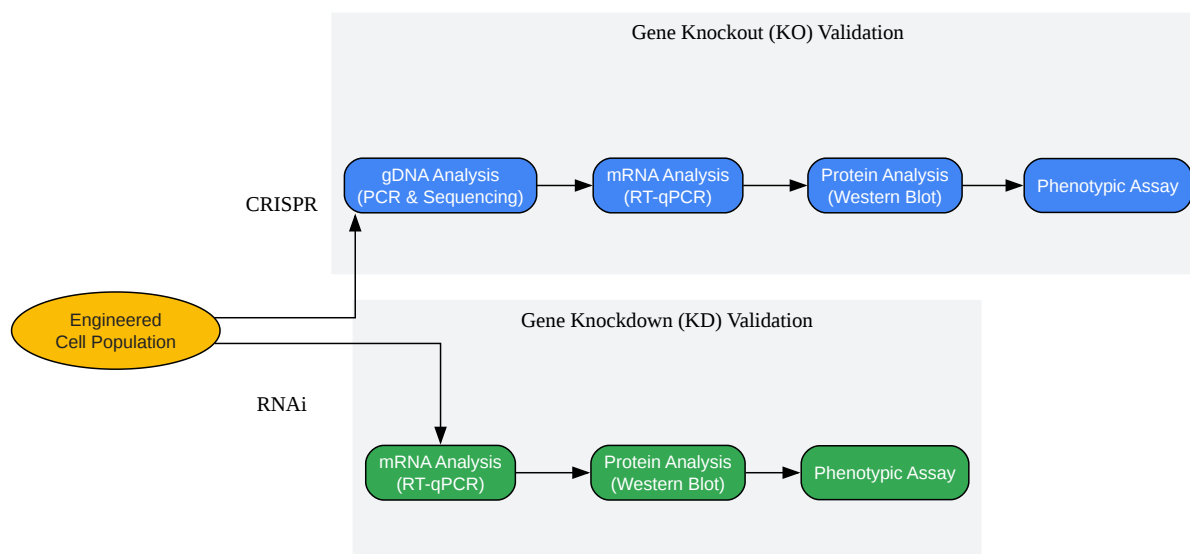 Gene Knockout (KO) Validation
gDNA Analysis
(PCR & Sequencing)
mRNA Analysis
(RT-qPCR)
Protein Analysis
(Western Blot)
Phenotypic Assay
CRISPR
Engineered
Cell Population
Gene Knockdown (KD) Validation
RNAi
mRNA Analysis
(RT-qPCR)
Protein Analysis
(Western Blot)
Phenotypic Assay